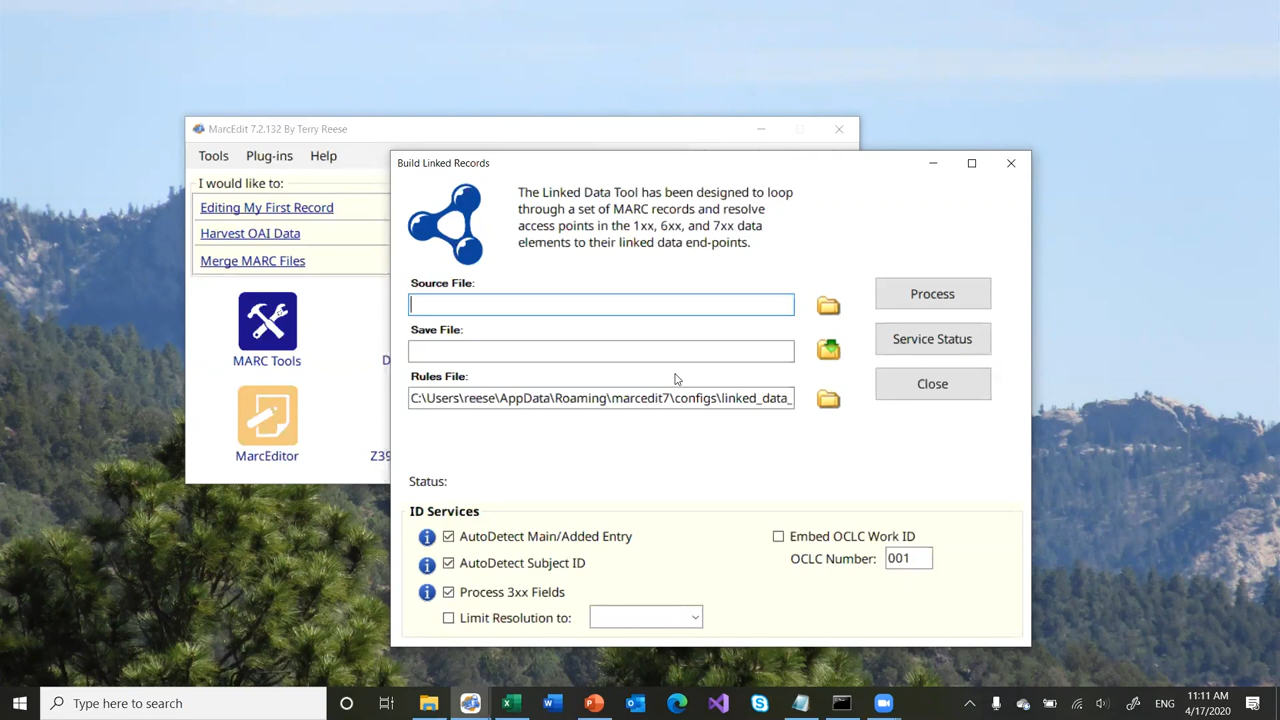 MarcEdit 7.2.132 By Terry Reese
Tools Plug-ins Help
I would like to:
Editing My First Record
Harvest OAI Data
Merge MARC Files
MARC Tools
D
MarcEditor
Z39
Build Linked Records
The Linked Data Tool has been designed to loop
through a set of MARC records and resolve
access points in the 1xx, 6xx, and 7xx data
elements to their linked data end-points.
Source File:
Process
Save File:
Service Status
Rules File:
C:\Users\reese\AppData\Roaming\marcedit7\configs\linked_data_
Close
Status:
ID Services
AutoDetect Main/Added Entry
Embed OCLC Work ID
AutoDetect Subject ID
OCLC Number: 001
Process 3xx Fields
Limit Resolution to:
Type here to search
ENG
11:11 AM
4/17/2020